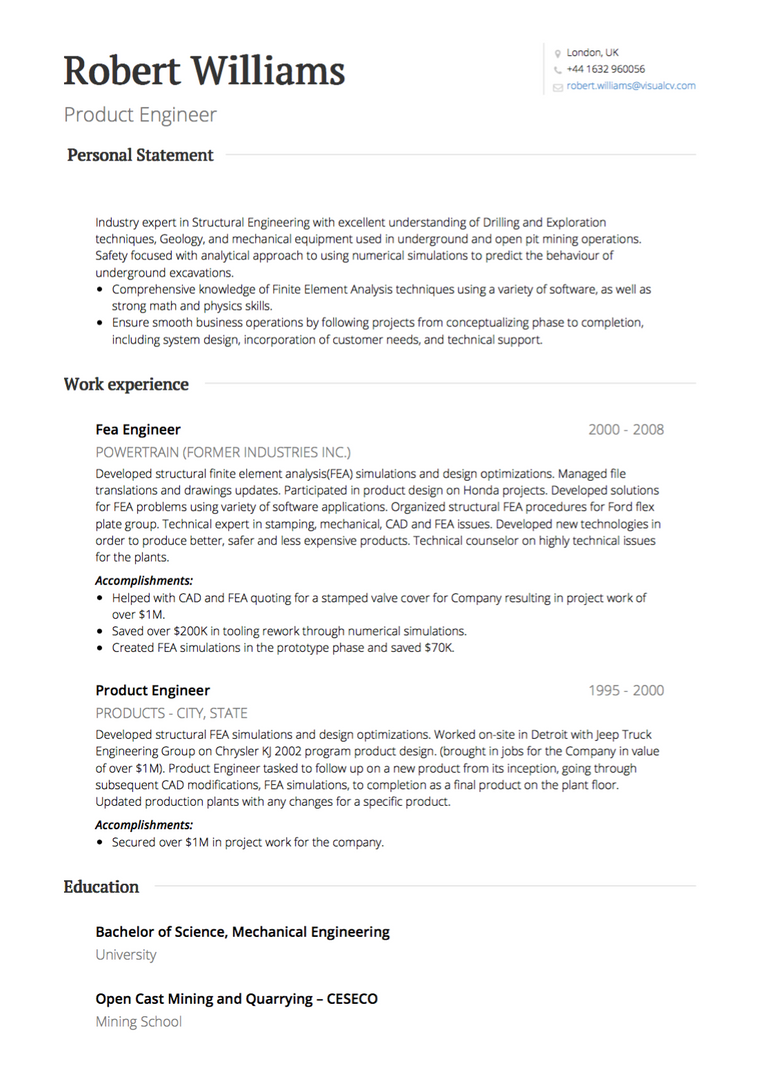 Robert Williams
Product Engineer
London, UK
+44 1632 960056
robert.williams@visualcv.com
Personal Statement
Industry expert in Structural Engineering with excellent understanding of Drilling and Exploration
techniques, Geology, and mechanical equipment used in underground and open pit mining operations.
Safety focused with analytical approach to using numerical simulations to predict the behaviour of
underground excavations.
• Comprehensive knowledge of Finite Element Analysis techniques using a variety of software, as well as
strong math and physics skills.
• Ensure smooth business operations by following projects from conceptualizing phase to completion,
including system design, incorporation of customer needs, and technical support.
Work experience
Fea Engineer 2000 - 2008
POWERTRAIN (FORMER INDUSTRIES INC.)
Developed structural finite element analysis(FEA) simulations and design optimizations. Managed file
translations and drawings updates. Participated in product design on Honda projects. Developed solutions
for FEA problems using variety of software applications. Organized structural FEA procedures for Ford flex
plate group. Technical expert in stamping, mechanical, CAD and FEA issues. Developed new technologies in
order to produce better, safer and less expensive products. Technical counselor on highly technical issues
for the plants.
Accomplishments:
• Helped with CAD and FEA quoting for a stamped valve cover for Company resulting in project work of
over $1M.
• Saved over $200K in tooling rework through numerical simulations.
• Created FEA simulations in the prototype phase and saved $70K.
Product Engineer 1995 - 2000
PRODUCTS - CITY, STATE
Developed structural FEA simulations and design optimizations. Worked on-site in Detroit with Jeep Truck
Engineering Group on Chrysler KJ 2002 program product design. (brought in jobs for the Company in value
of over $1M). Product Engineer tasked to follow up on a new product from its inception, going through
subsequent CAD modifications, FEA simulations, to completion as a final product on the plant floor.
Updated production plants with any changes for a specific product.
Accomplishments:
• Secured over $1M in project work for the company.
Education
Bachelor of Science, Mechanical Engineering
University
Open Cast Mining and Quarrying – CESECO
Mining School